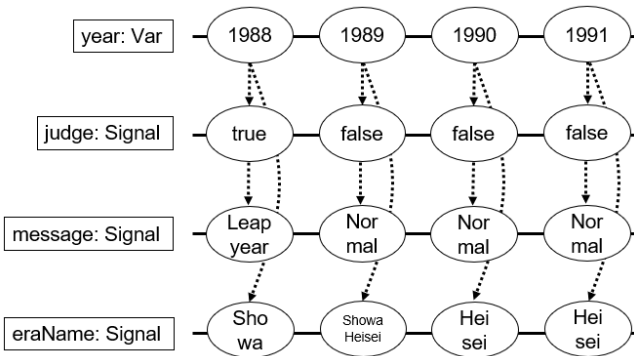 year: Var 1988 1989 1990 1991
judge: Signal true false false false
message: Signal Leap year Nor mal Nor mal Nor mal
eraName: Signal Sho wa Showa Heisei Hei sei Hei sei